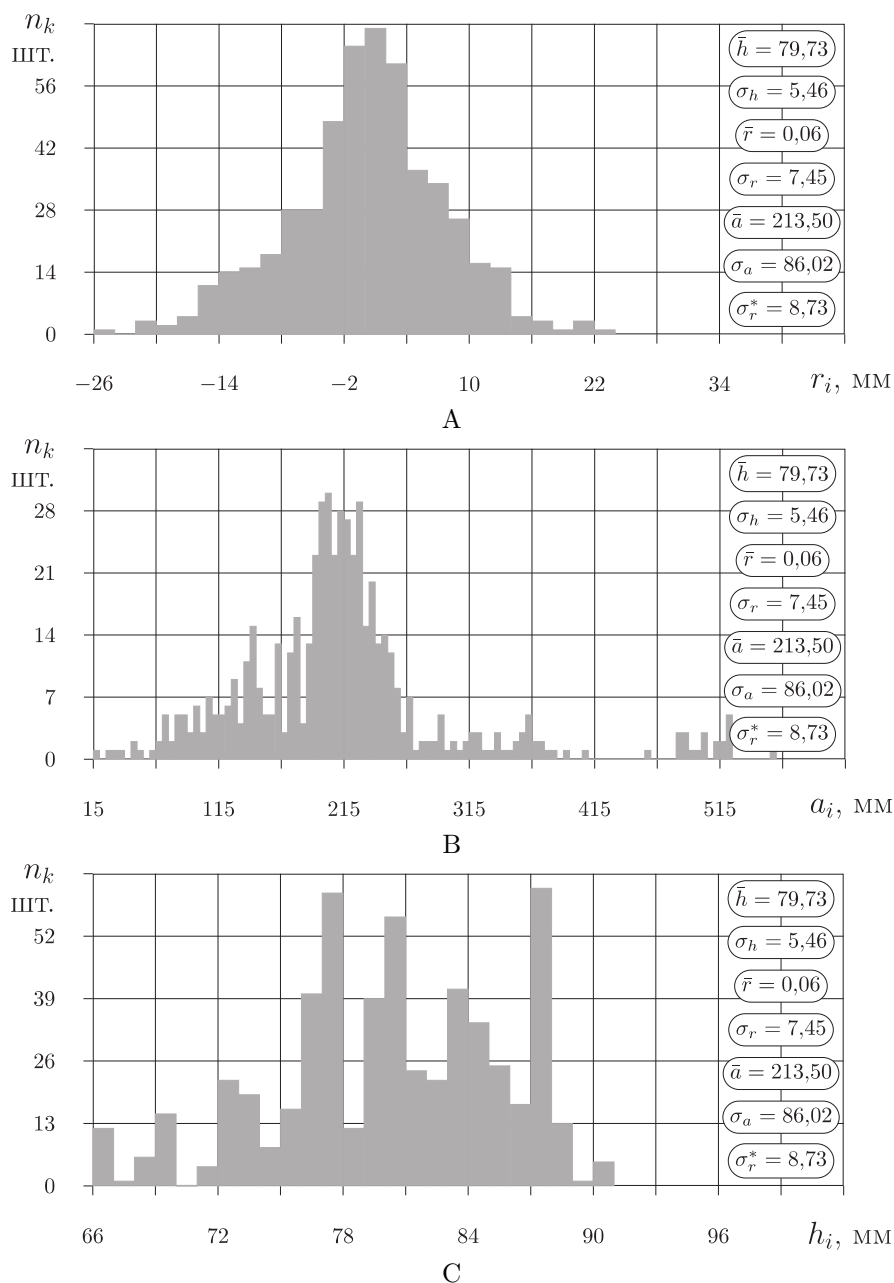 n_k
шт.
56
42
28
14
0
−26 −14 −2 10 22 34 r_i, мм
h̄ = 79,73
σ_h = 5,46
r̄ = 0,06
σ_r = 7,45
ā = 213,50
σ_a = 86,02
σ_r^* = 8,73
A
n_k
шт.
28
21
14
7
0
15 115 215 315 415 515 a_i, мм
h̄ = 79,73
σ_h = 5,46
r̄ = 0,06
σ_r = 7,45
ā = 213,50
σ_a = 86,02
σ_r^* = 8,73
B
n_k
шт.
52
39
26
13
0
66 72 78 84 90 96 h_i, мм
h̄ = 79,73
σ_h = 5,46
r̄ = 0,06
σ_r = 7,45
ā = 213,50
σ_a = 86,02
σ_r^* = 8,73
C